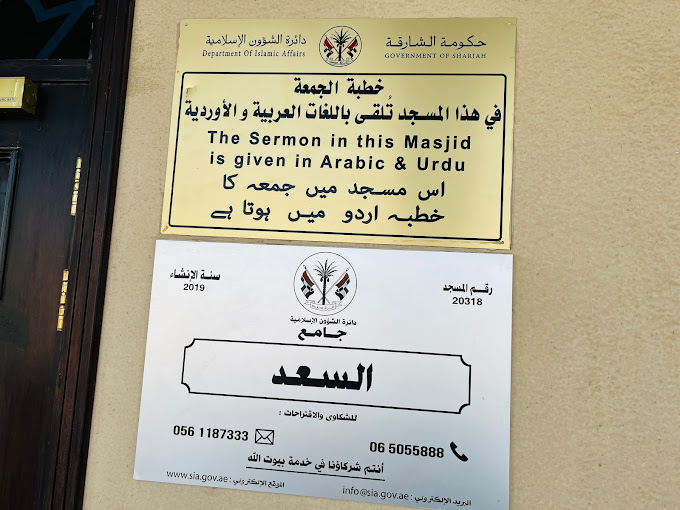 حكومة الشارقة
GOVERNMENT OF SHARJAH
دائرة الشؤون الإسلامية
Department Of Islamic Affairs
خطبة الجمعة
في هذا المسجد تُلقى باللغات العربية و الأوردية
The Sermon in this Masjid
is given in Arabic & Urdu
اس مسجد میں جمعہ کا
خطبہ اردو میں ہوتا ہے
رقم المسجد
20318
سنة الإنشاء
2019
دائرة الشؤون الإسلامية
جامع
السعد
للشكاوى والاقتراحات :
06 5055888
056 1187333
أنتم شركاؤنا في خدمة بيوت الله
البريد الإلكتروني : info@sia.gov.ae
الموقع الإلكتروني : www.sia.gov.ae